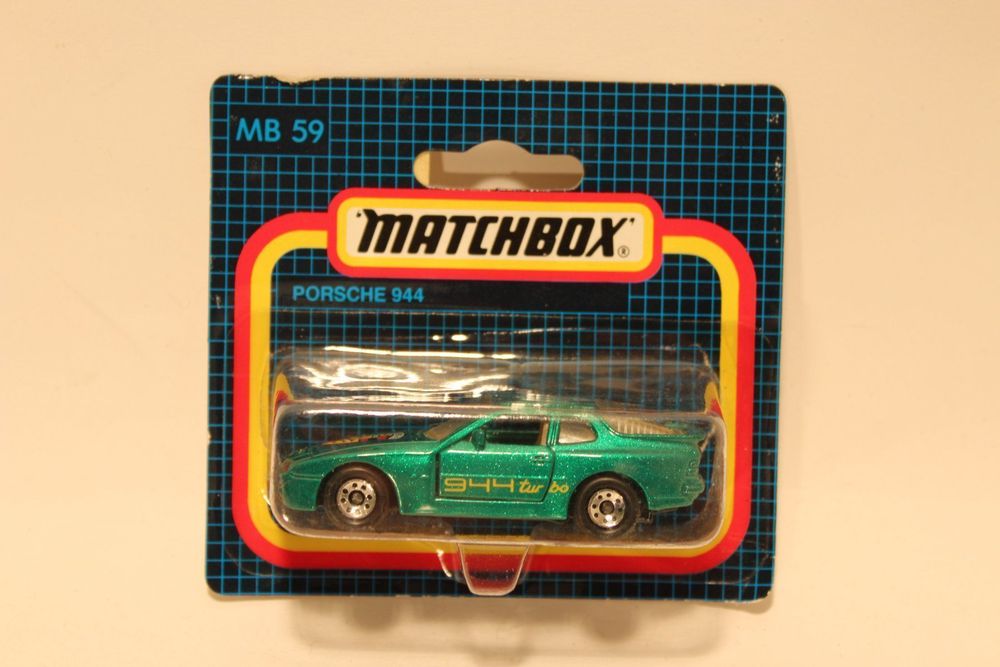 MB 59
'MATCHBOX'®
PORSCHE 944
944 turbo